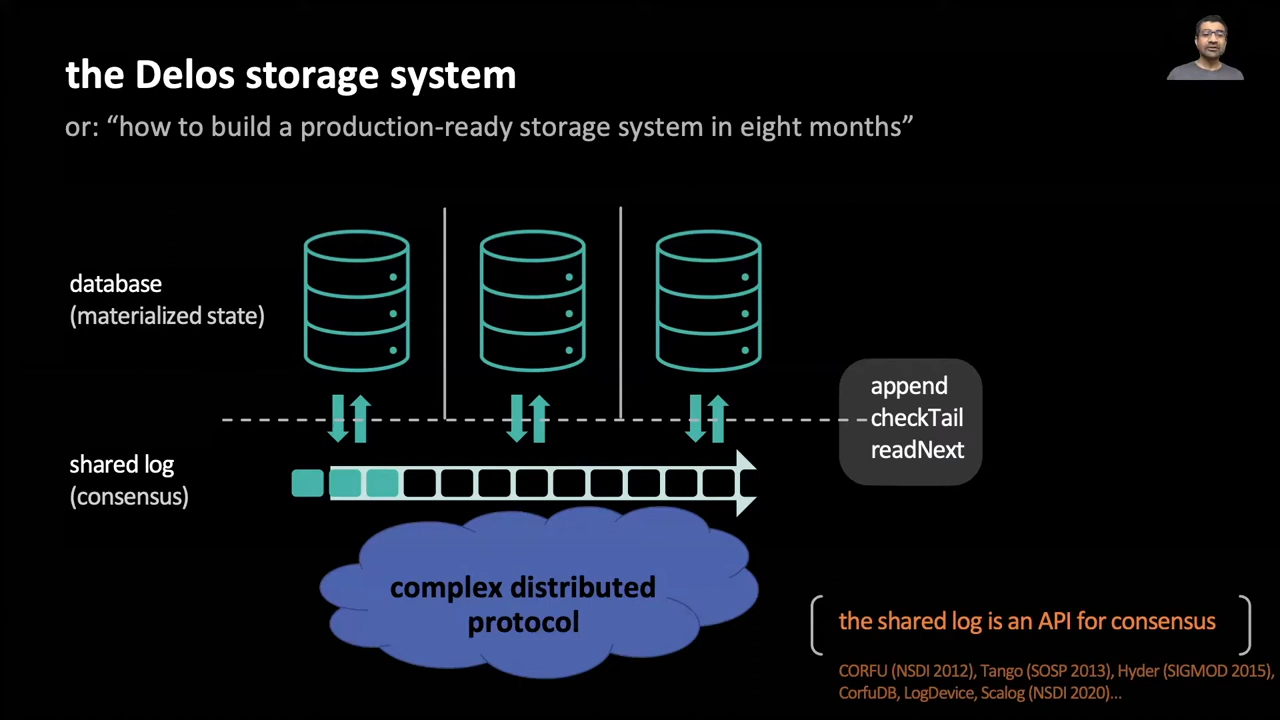 the Delos storage system
or: “how to build a production-ready storage system in eight months”
database
(materialized state)
append
checkTail
readNext
shared log
(consensus)
complex distributed
protocol
the shared log is an API for consensus
CORFU (NSDI 2012), Tango (SOSP 2013), Hyder (SIGMOD 2015),
CorfuDB, LogDevice, Scalog (NSDI 2020)...